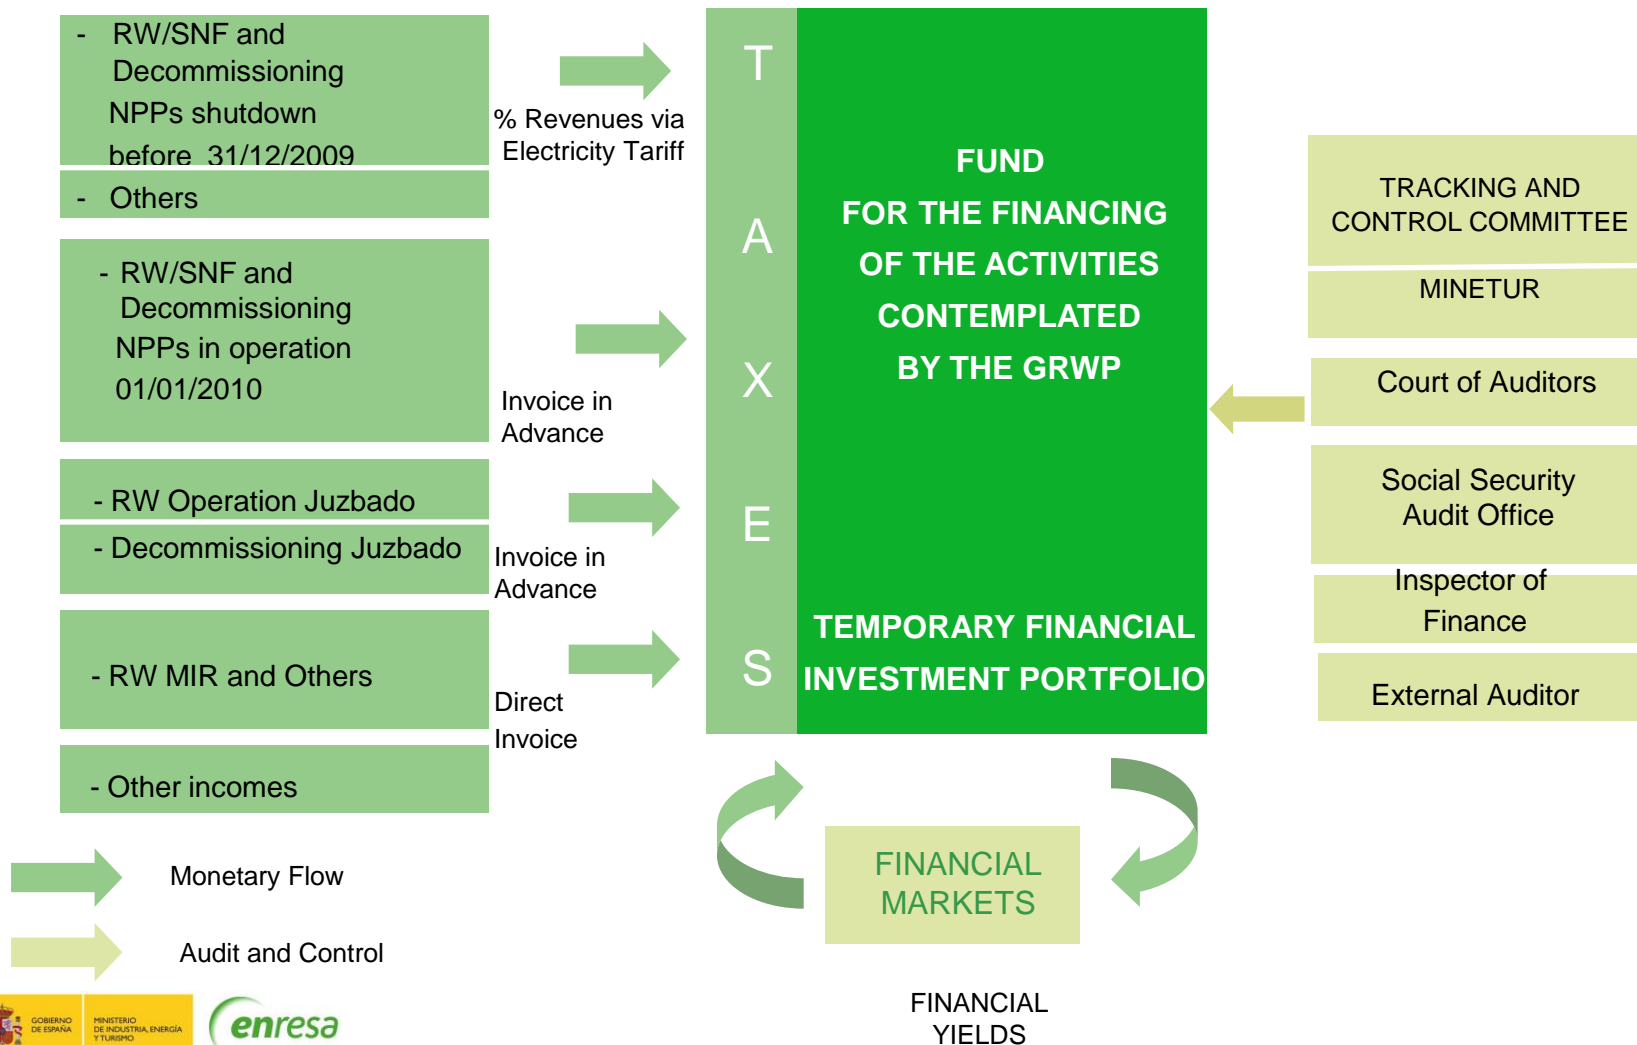 - RW/SNF and
Decommissioning
NPPs shutdown
before 31/12/2009
- Others
% Revenues via
Electricity Tariff
- RW/SNF and
Decommissioning
NPPs in operation
01/01/2010
Invoice in
Advance
- RW Operation Juzbado
- Decommissioning Juzbado
Invoice in
Advance
- RW MIR and Others
Direct
Invoice
- Other incomes
T
A
X
E
S
FUND
FOR THE FINANCING
OF THE ACTIVITIES
CONTEMPLATED
BY THE GRWP
TEMPORARY FINANCIAL
INVESTMENT PORTFOLIO
TRACKING AND
CONTROL COMMITTEE
MINETUR
Court of Auditors
Social Security
Audit Office
Inspector of
Finance
External Auditor
FINANCIAL
MARKETS
FINANCIAL
YIELDS
Monetary Flow
Audit and Control
GOBIERNO
DE ESPAÑA
MINISTERIO
DE INDUSTRIA, ENERGÍA
Y TURISMO
enresa